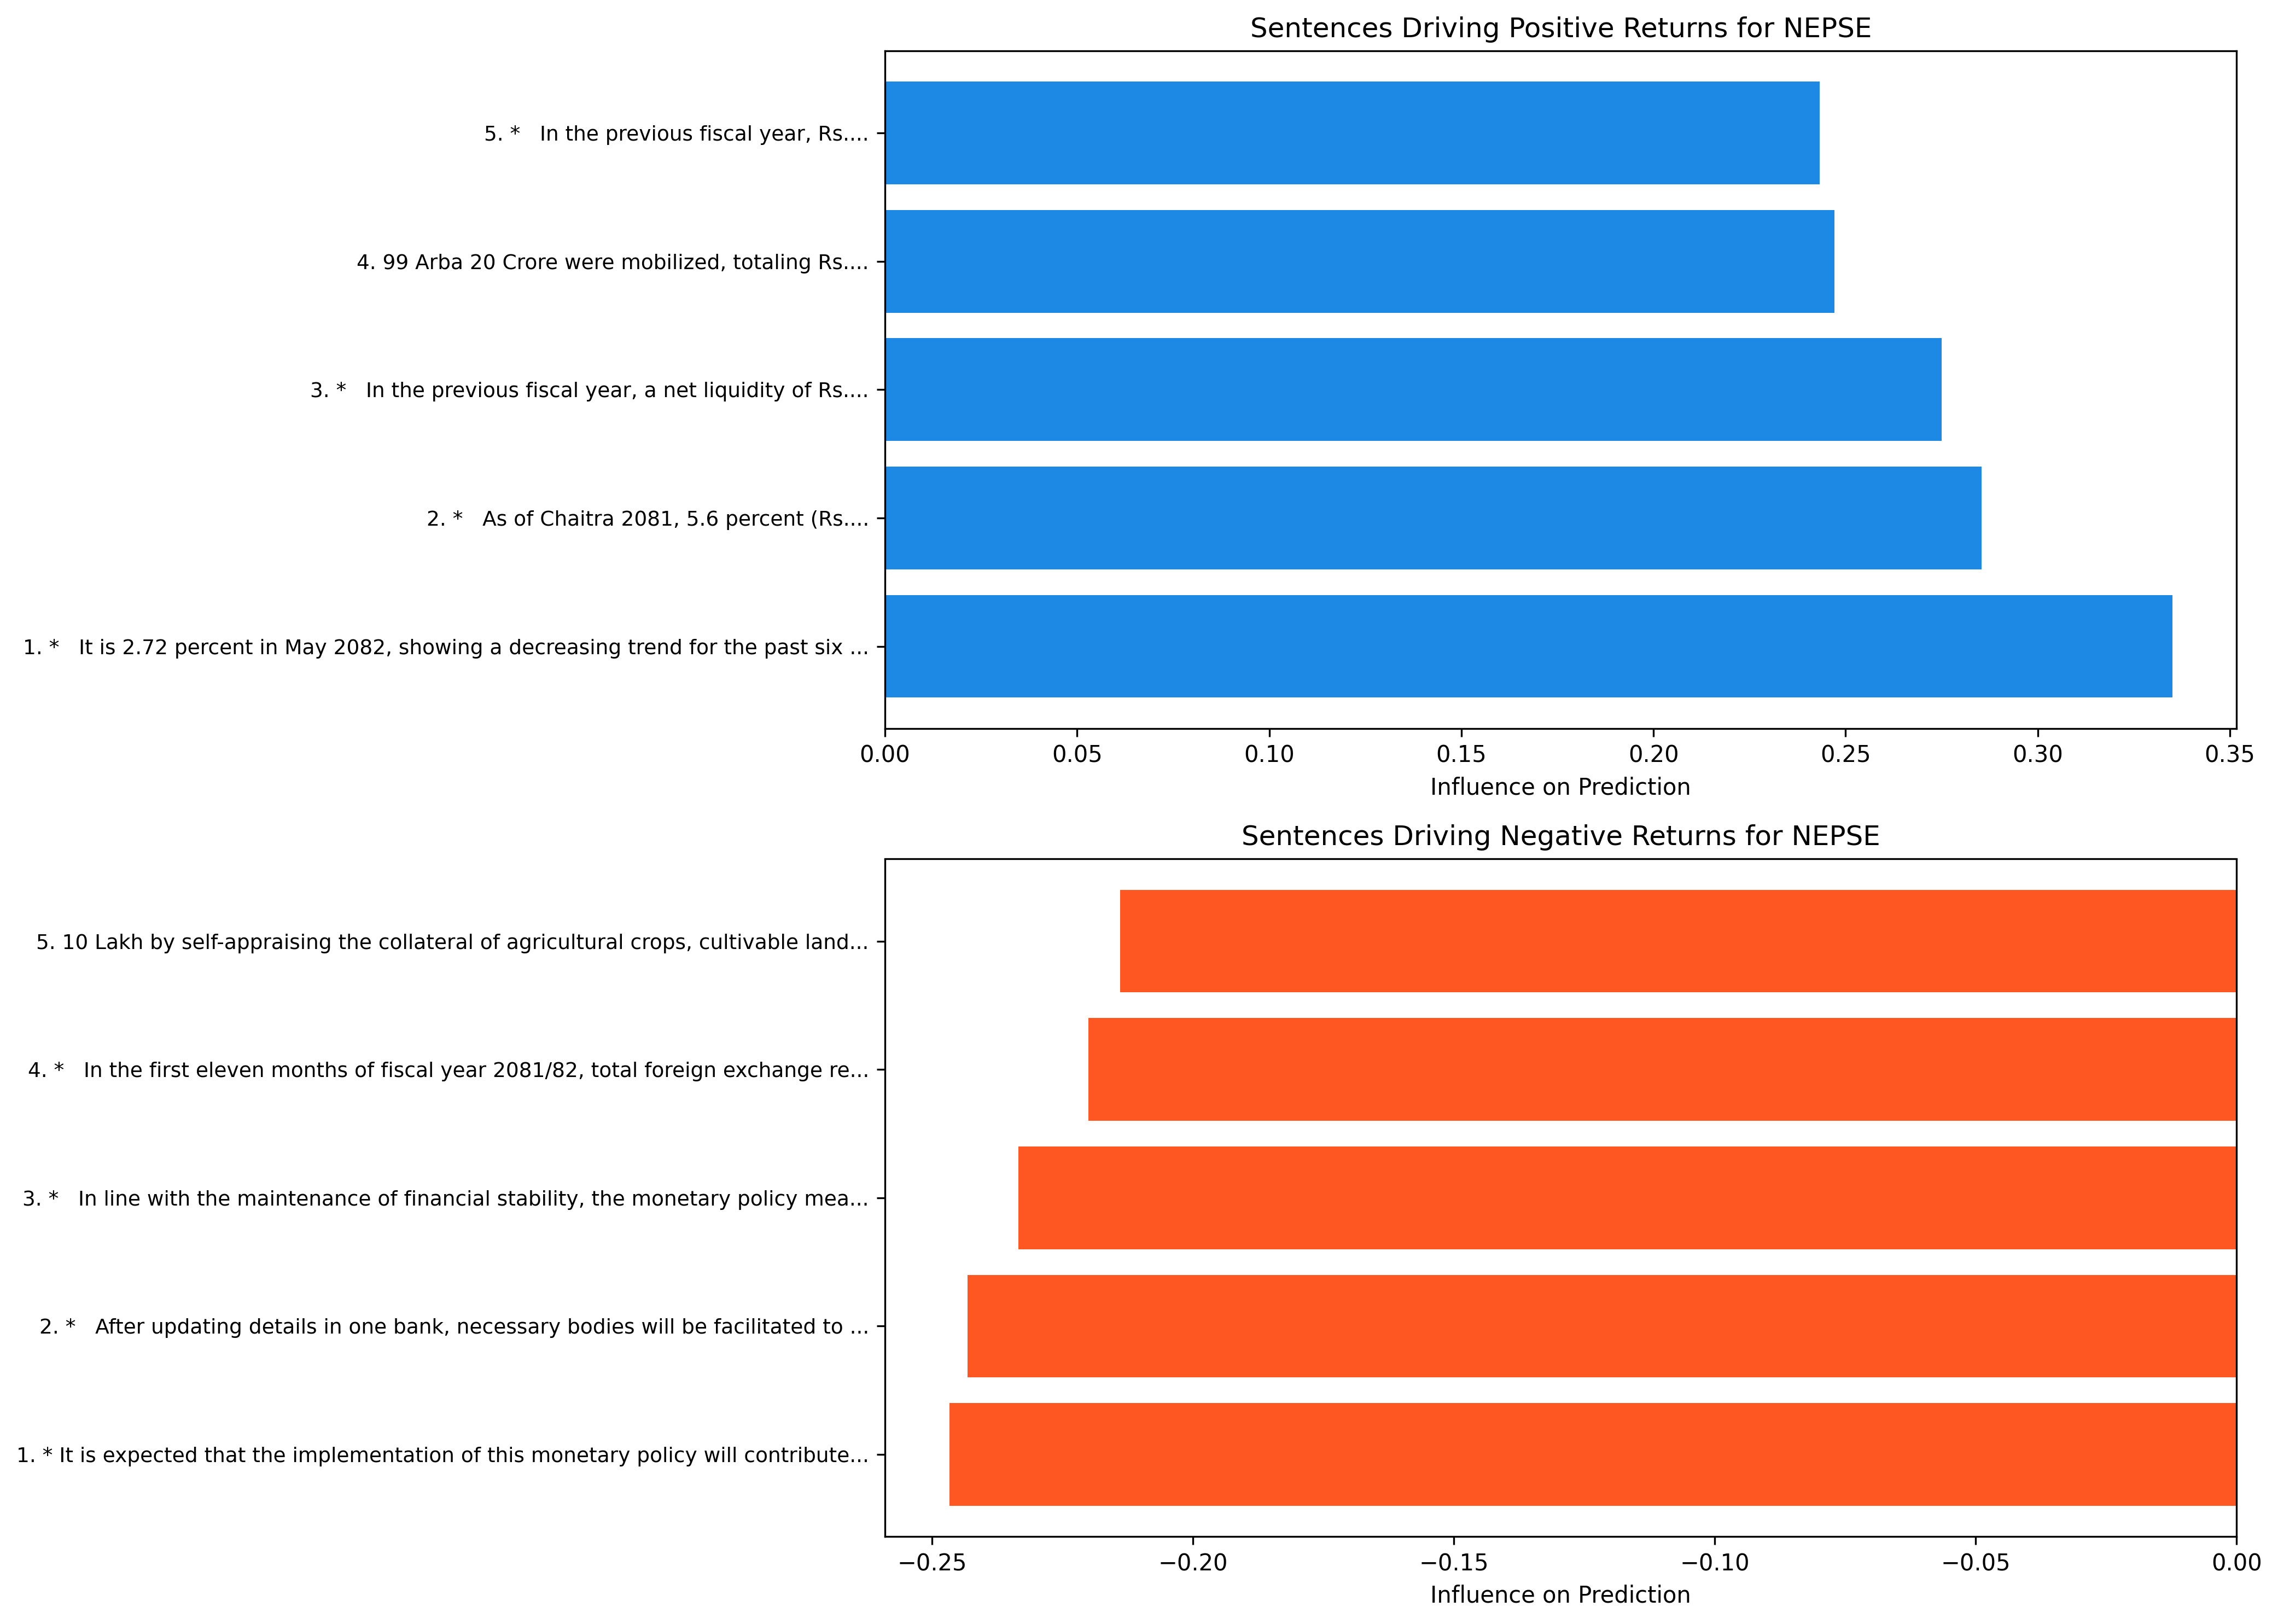 Sentences Driving Positive Returns for NEPSE
5. *   In the previous fiscal year, Rs....
4. 99 Arba 20 Crore were mobilized, totaling Rs....
3. *   In the previous fiscal year, a net liquidity of Rs....
2. *   As of Chaitra 2081, 5.6 percent (Rs....
1. *   It is 2.72 percent in May 2082, showing a decreasing trend for the past six ...
0.00 0.05 0.10 0.15 0.20 0.25 0.30 0.35
Influence on Prediction
Sentences Driving Negative Returns for NEPSE
5. 10 Lakh by self-appraising the collateral of agricultural crops, cultivable land...
4. *   In the first eleven months of fiscal year 2081/82, total foreign exchange re...
3. *   In line with the maintenance of financial stability, the monetary policy mea...
2. *   After updating details in one bank, necessary bodies will be facilitated to ...
1. * It is expected that the implementation of this monetary policy will contribute...
−0.25 −0.20 −0.15 −0.10 −0.05 0.00
Influence on Prediction